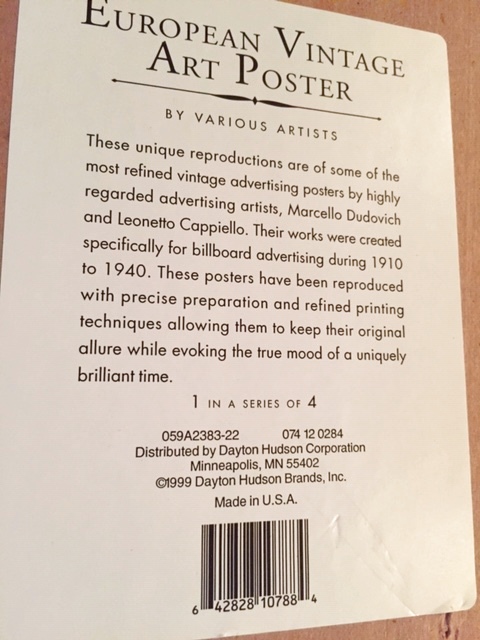 EUROPEAN VINTAGE
ART POSTER
BY VARIOUS ARTISTS
These unique reproductions are of some of the
most refined vintage advertising posters by highly
regarded advertising artists, Marcello Dudovich
and Leonetto Cappiello. Their works were created
specifically for billboard advertising during 1910
to 1940. These posters have been reproduced
with precise preparation and refined printing
techniques allowing them to keep their original
allure while evoking the true mood of a uniquely
brilliant time.
1 IN A SERIES OF 4
059A2383-22 074 12 0284
Distributed by Dayton Hudson Corporation
Minneapolis, MN 55402
©1999 Dayton Hudson Brands, Inc.
Made in U.S.A.
6 42828 10788 4